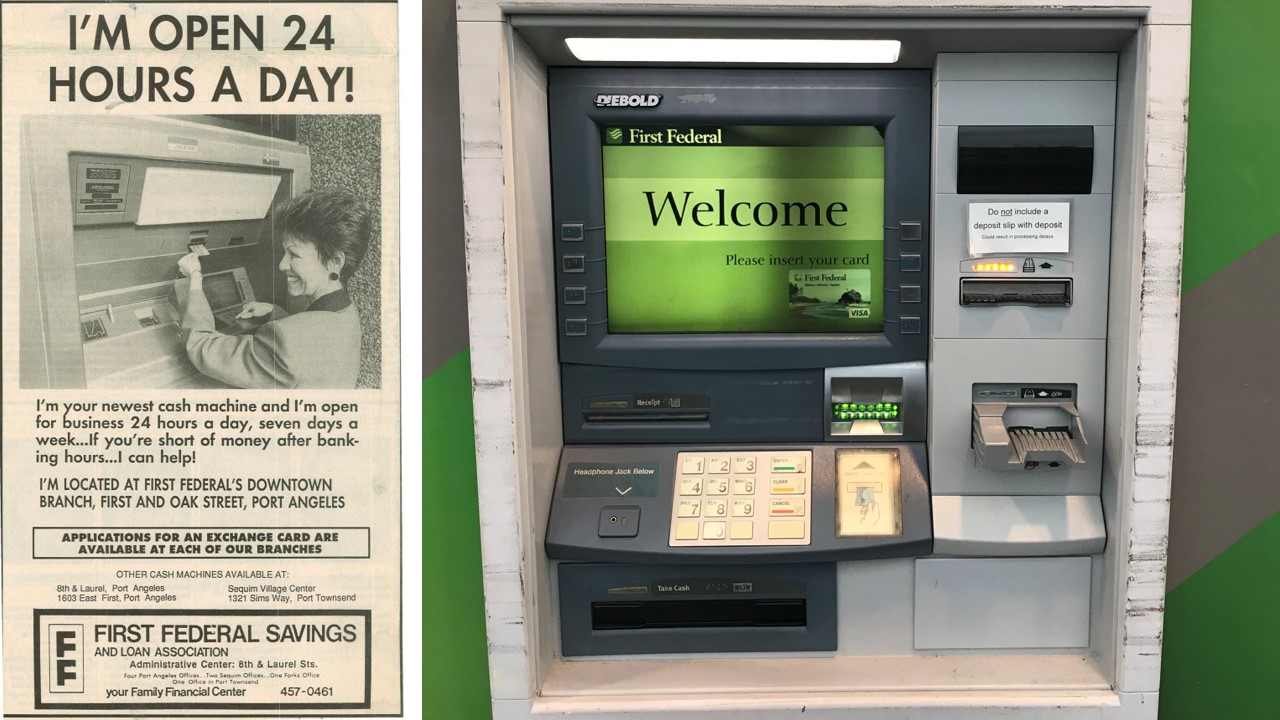 I'M OPEN 24
HOURS A DAY!
I'm your newest cash machine and I'm open
for business 24 hours a day, seven days a
week...If you're short of money after bank-
ing hours...I can help!
I'M LOCATED AT FIRST FEDERAL'S DOWNTOWN
BRANCH, FIRST AND OAK STREET, PORT ANGELES
APPLICATIONS FOR AN EXCHANGE CARD ARE
AVAILABLE AT EACH OF OUR BRANCHES
OTHER CASH MACHINES AVAILABLE AT:
8th & Laurel, Port Angeles
1603 East First, Port Angeles
Sequim Village Center
1321 Sims Way, Port Townsend
FF
FIRST FEDERAL SAVINGS
AND LOAN ASSOCIATION
Administrative Center: 8th & Laurel Sts.
Four Port Angeles Offices...Two Sequim Offices...One Forks Office
One Office in Port Townsend
your Family Financial Center 457-0461
DIEBOLD
First Federal
Welcome
Please insert your card
First Federal
VISA
Do not include a
deposit slip with deposit
Could result in processing delays
Receipt
Headphone Jack Below
1 2 3 ENTER
4 5 6 CLEAR
7 8 9 CANCEL
0
Take Cash